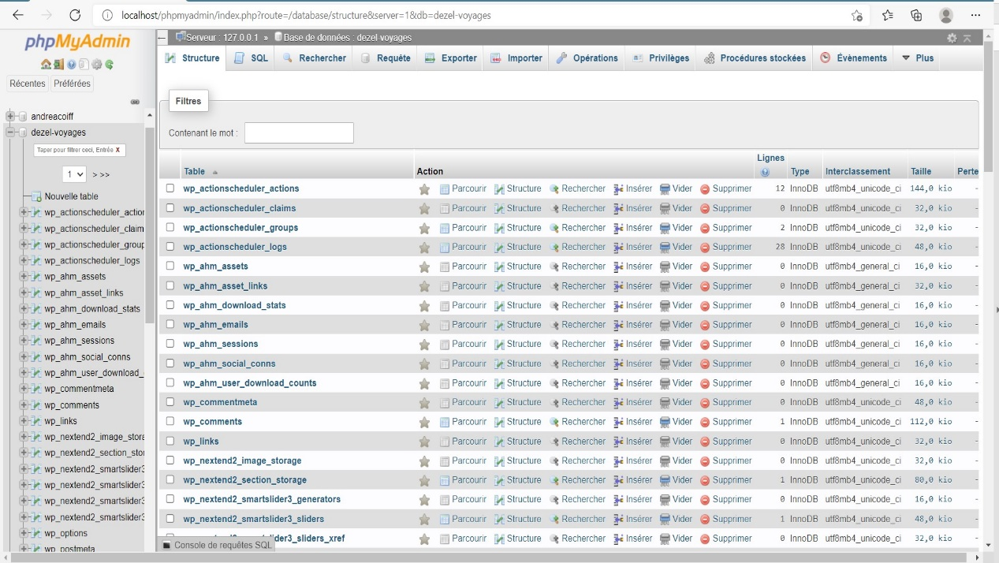 localhost/phpmyadmin/index.php?route=/database/structure&server=1&db=dezel-voyages
phpMyAdmin
Récentes Préférées
andreacoiff
dezel-voyages
Taper pour filtrer ceci, Entrée X
1 > >>
Nouvelle table
wp_actionscheduler_action
wp_actionscheduler_claim
wp_actionscheduler_group
wp_actionscheduler_logs
wp_ahm_assets
wp_ahm_asset_links
wp_ahm_download_stats
wp_ahm_emails
wp_ahm_sessions
wp_ahm_social_conns
wp_ahm_user_download_
wp_commentmeta
wp_comments
wp_links
wp_nextend2_image_stora
wp_nextend2_section_stor
wp_nextend2_smartslider3
wp_nextend2_smartslider3
wp_nextend2_smartslider3
wp_nextend2_smartslider3
wp_options
wp_postmeta
Serveur : 127.0.0.1 » Base de données : dezel-voyages
Structure SQL Rechercher Requête Exporter Importer Opérations Privilèges Procédures stockées Évènements Plus
Filtres
Contenant le mot :
Table Action Lignes Type Interclassement Taille Perte
wp_actionscheduler_actions Parcourir Structure Rechercher Insérer Vider Supprimer 12 InnoDB utf8mb4_unicode_ci 144,0 kio -
wp_actionscheduler_claims Parcourir Structure Rechercher Insérer Vider Supprimer 0 InnoDB utf8mb4_unicode_ci 32,0 kio -
wp_actionscheduler_groups Parcourir Structure Rechercher Insérer Vider Supprimer 2 InnoDB utf8mb4_unicode_ci 32,0 kio -
wp_actionscheduler_logs Parcourir Structure Rechercher Insérer Vider Supprimer 28 InnoDB utf8mb4_unicode_ci 48,0 kio -
wp_ahm_assets Parcourir Structure Rechercher Insérer Vider Supprimer 0 InnoDB utf8mb4_general_ci 16,0 kio -
wp_ahm_asset_links Parcourir Structure Rechercher Insérer Vider Supprimer 0 InnoDB utf8mb4_general_ci 32,0 kio -
wp_ahm_download_stats Parcourir Structure Rechercher Insérer Vider Supprimer 0 InnoDB utf8mb4_general_ci 16,0 kio -
wp_ahm_emails Parcourir Structure Rechercher Insérer Vider Supprimer 0 InnoDB utf8mb4_general_ci 16,0 kio -
wp_ahm_sessions Parcourir Structure Rechercher Insérer Vider Supprimer 0 InnoDB utf8mb4_general_ci 16,0 kio -
wp_ahm_social_conns Parcourir Structure Rechercher Insérer Vider Supprimer 0 InnoDB utf8mb4_general_ci 16,0 kio -
wp_ahm_user_download_counts Parcourir Structure Rechercher Insérer Vider Supprimer 0 InnoDB utf8mb4_general_ci 16,0 kio -
wp_commentmeta Parcourir Structure Rechercher Insérer Vider Supprimer 0 InnoDB utf8mb4_unicode_ci 48,0 kio -
wp_comments Parcourir Structure Rechercher Insérer Vider Supprimer 1 InnoDB utf8mb4_unicode_ci 112,0 kio -
wp_links Parcourir Structure Rechercher Insérer Vider Supprimer 0 InnoDB utf8mb4_unicode_ci 32,0 kio -
wp_nextend2_image_storage Parcourir Structure Rechercher Insérer Vider Supprimer 0 InnoDB utf8mb4_unicode_ci 32,0 kio -
wp_nextend2_section_storage Parcourir Structure Rechercher Insérer Vider Supprimer 1 InnoDB utf8mb4_unicode_ci 80,0 kio -
wp_nextend2_smartslider3_generators Parcourir Structure Rechercher Insérer Vider Supprimer 0 InnoDB utf8mb4_unicode_ci 16,0 kio -
wp_nextend2_smartslider3_sliders Parcourir Structure Rechercher Insérer Vider Supprimer 1 InnoDB utf8mb4_unicode_ci 48,0 kio -
slider3_sliders_xref Parcourir Structure Rechercher Insérer Vider Supprimer 0 InnoDB utf8mb4_unicode_ci 32,0 kio -
Console de requêtes SQL